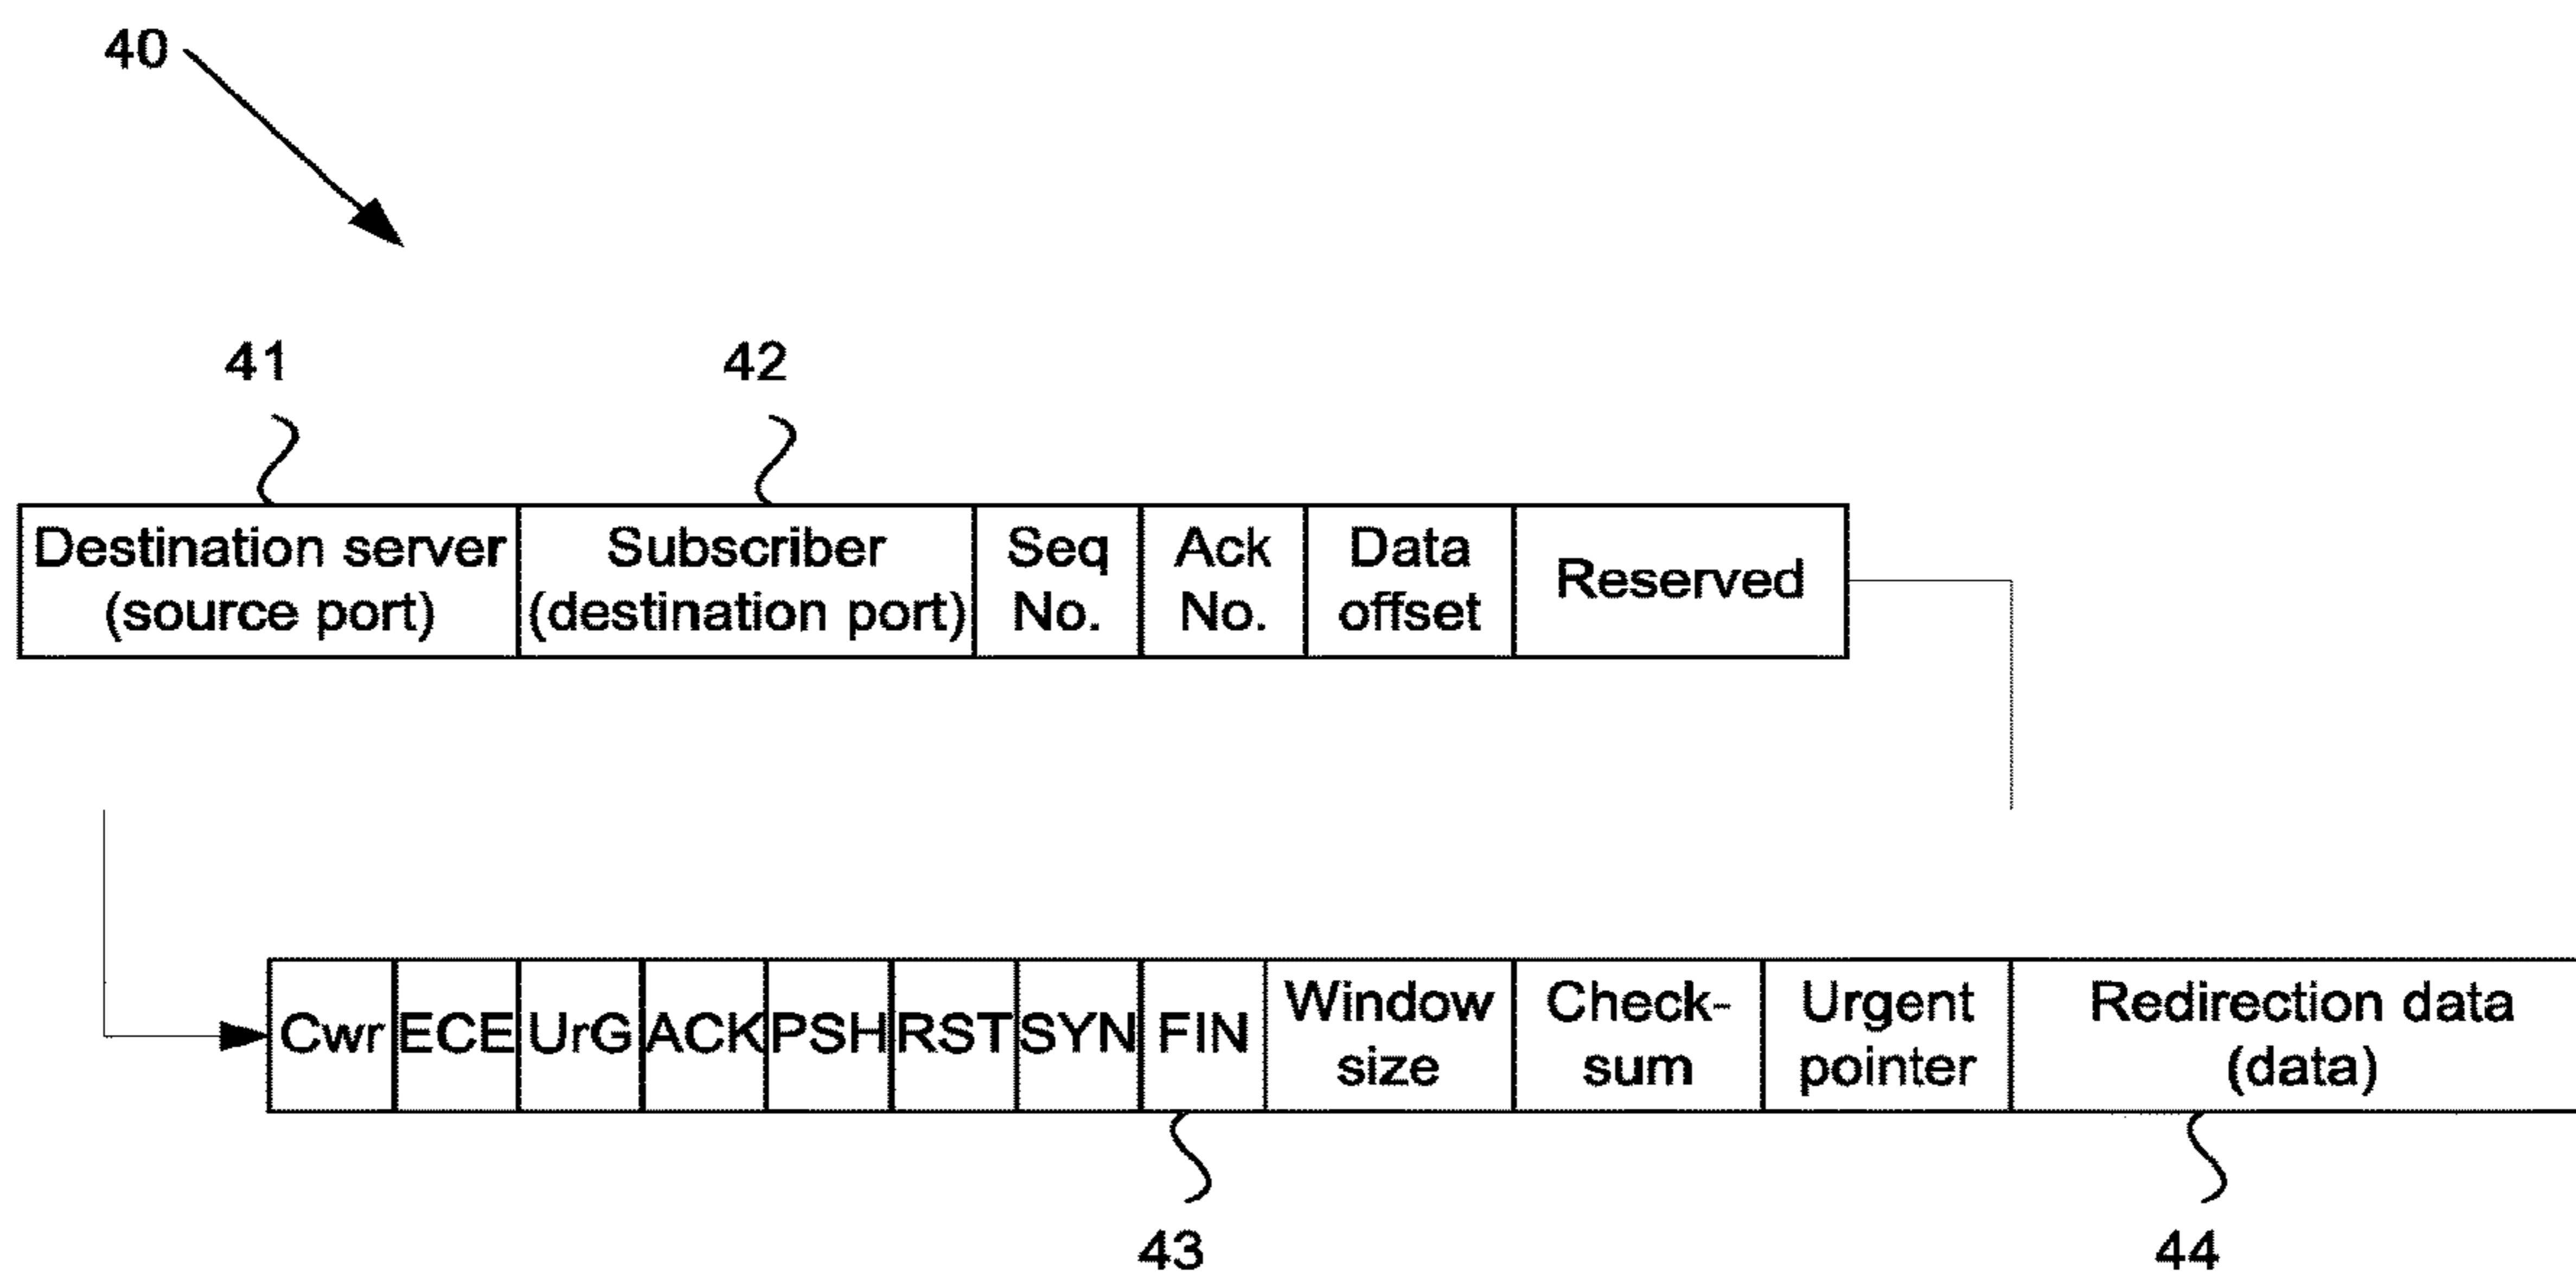 40
41
42
Destination server
(source port)
Subscriber
(destination port)
Seq
No.
Ack
No.
Data
offset
Reserved
Cwr
ECE
UrG
ACK
PSH
RST
SYN
FIN
Window
size
Check-
sum
Urgent
pointer
Redirection data
(data)
43
44